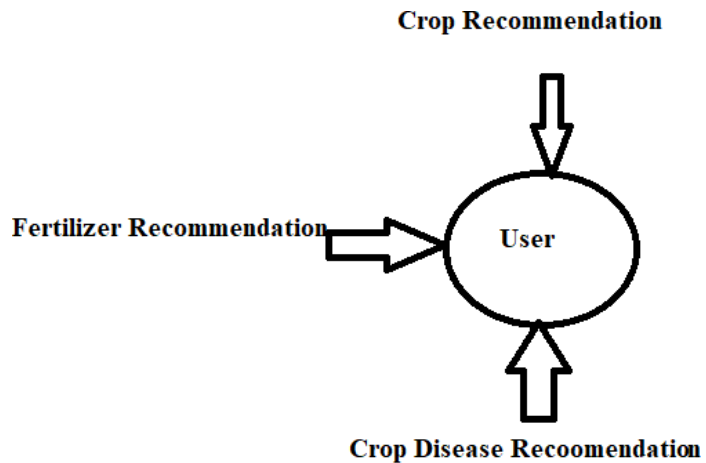 Crop Recommendation
Fertilizer Recommendation
User
Crop Disease Recoomendation